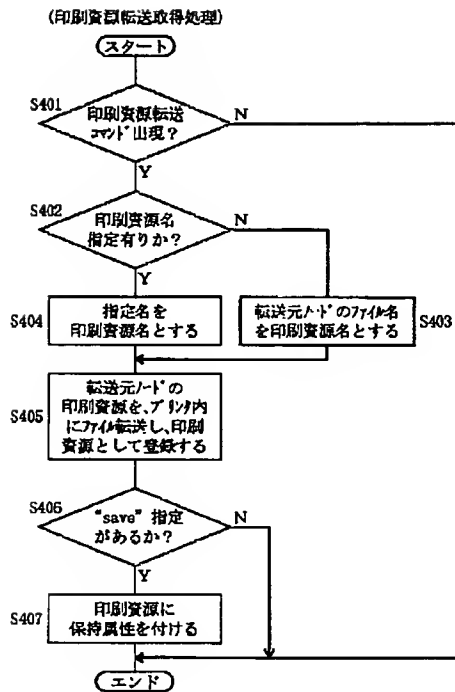 (印刷資源転送取得処理)
スタート
S401
印刷資源転送
コマンド出現?
N
Y
S402
印刷資源名
指定有りか?
N
Y
S404
指定名を
印刷資源名とする
転送元ノードのファイル名
を印刷資源名とする
S403
S405
転送元ノードの
印刷資源を、プリンタ内
にファイル転送し、印刷
資源として登録する
S406
“save” 指定
があるか?
N
Y
S407
印刷資源に
保持属性を付ける
エンド